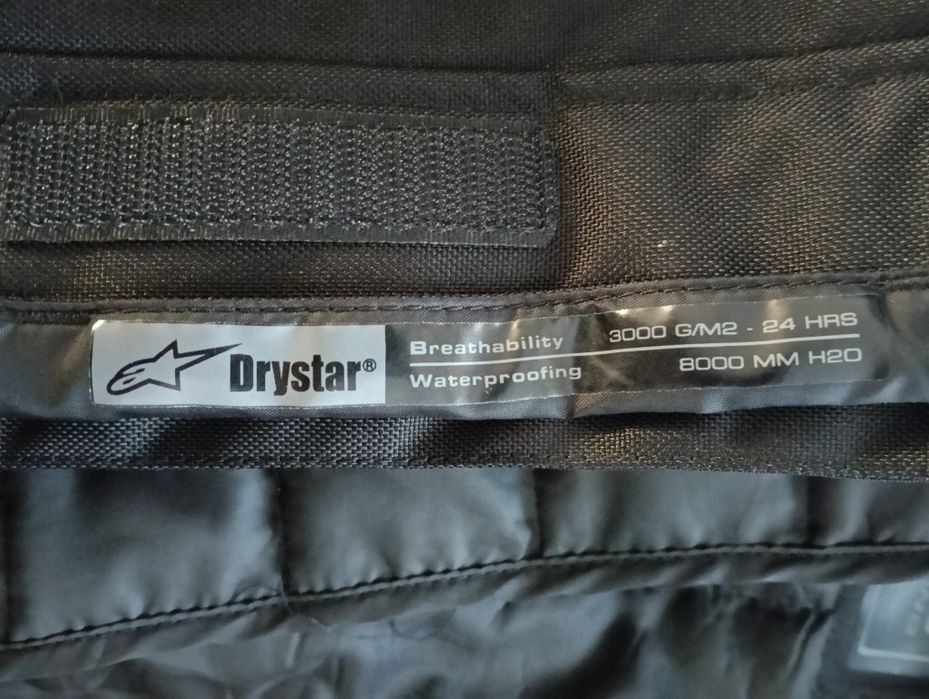 Drystar®
Breathability 3000 G/M2 - 24 HRS
Waterproofing 8000 MM H2O